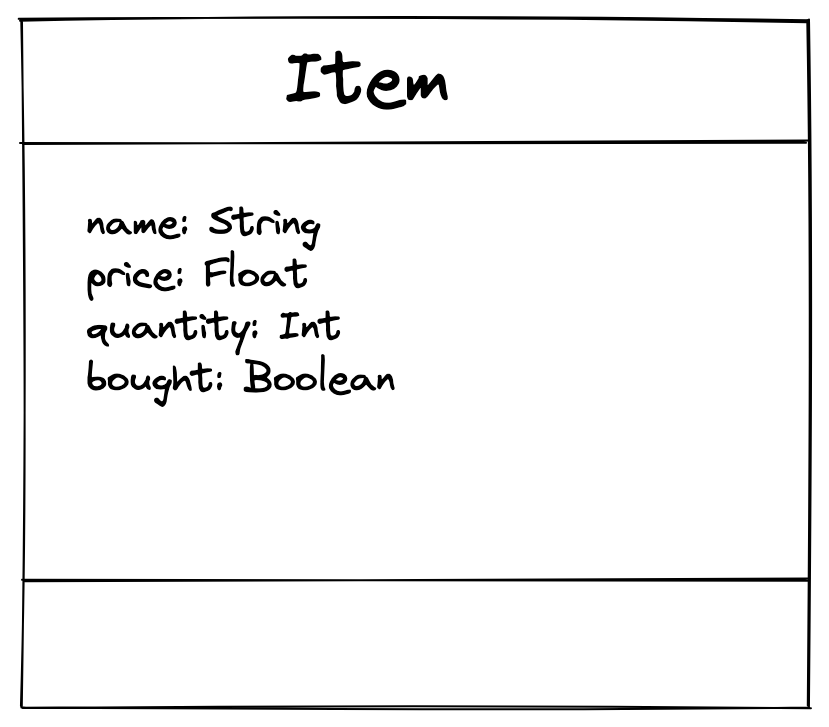 Item
name: String
price: Float
quantity: Int
bought: Boolean